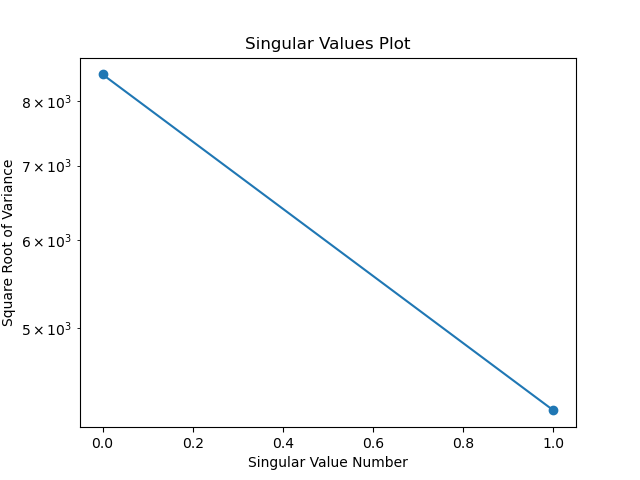 Singular Values Plot
8 × 10³
7 × 10³
6 × 10³
5 × 10³
Square Root of Variance
0.0 0.2 0.4 0.6 0.8 1.0
Singular Value Number